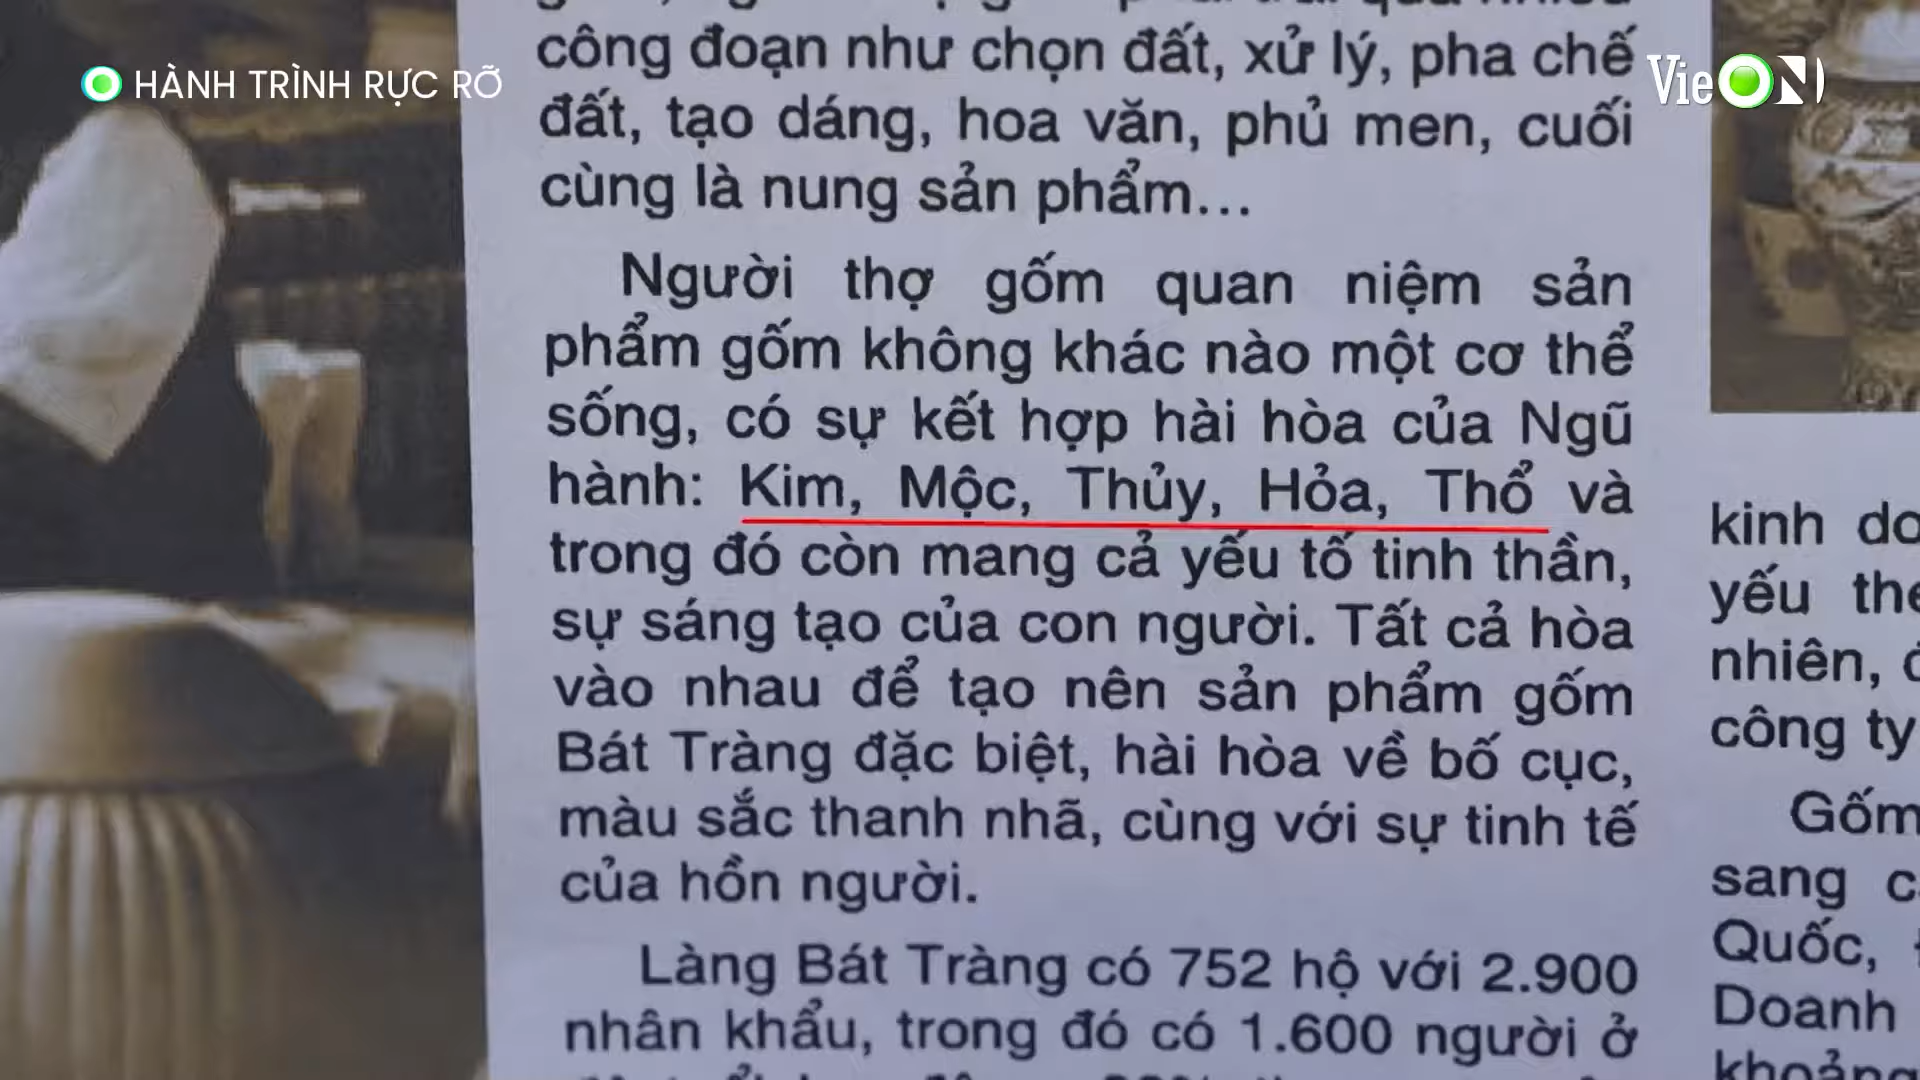 HÀNH TRÌNH RỰC RỠ
VieON
công đoạn như chọn đất, xử lý, pha chế
đất, tạo dáng, hoa văn, phủ men, cuối
cùng là nung sản phẩm...
Người thợ gốm quan niệm sản
phẩm gốm không khác nào một cơ thể
sống, có sự kết hợp hài hòa của Ngũ
hành: Kim, Mộc, Thủy, Hỏa, Thổ và
trong đó còn mang cả yếu tố tinh thần,
sự sáng tạo của con người. Tất cả hòa
vào nhau để tạo nên sản phẩm gốm
Bát Tràng đặc biệt, hài hòa về bố cục,
màu sắc thanh nhã, cùng với sự tinh tế
của hồn người.
Làng Bát Tràng có 752 hộ với 2.900
nhân khẩu, trong đó có 1.600 người ở
kinh
yếu
nhiên,
công ty
Gốm
sang
Quốc,
Doanh
khoảng